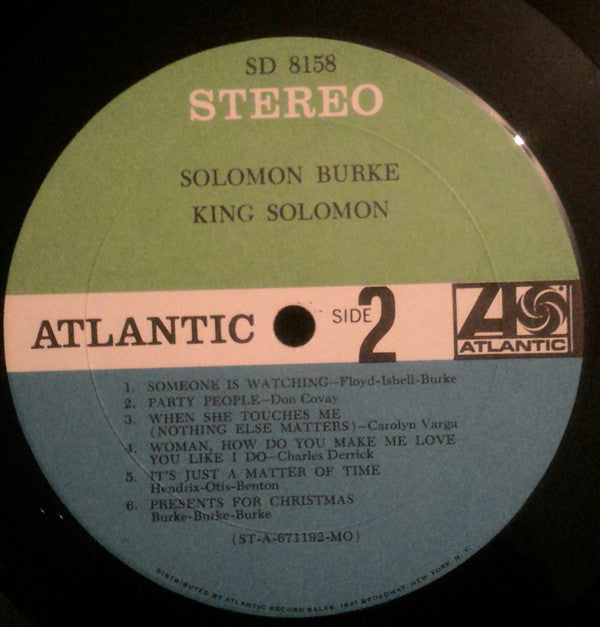 SD 8158
STEREO
SOLOMON BURKE
KING SOLOMON
ATLANTIC
SIDE 2
ATLANTIC
1. SOMEONE IS WATCHING–Floyd-Isbell-Burke
2. PARTY PEOPLE–Don Covay
3. WHEN SHE TOUCHES ME
(NOTHING ELSE MATTERS)–Carolyn Varga
4. WOMAN, HOW DO YOU MAKE ME LOVE
YOU LIKE I DO–Charles Derrick
5. IT'S JUST A MATTER OF TIME
Hendrix-Otis-Benton
6. PRESENTS FOR CHRISTMAS
Burke-Burke-Burke
(ST-A-671192-MO)
DISTRIBUTED BY ATLANTIC RECORD SALES, 1841 BROADWAY, NEW YORK, N. Y.